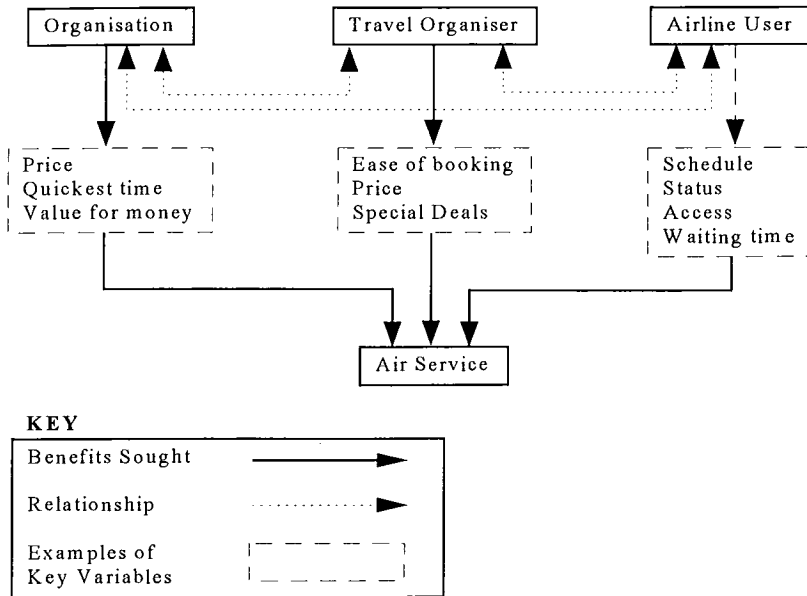 Organisation
Travel Organiser
Airline User
Price
Quickest time
Value for money
Ease of booking
Price
Special Deals
Schedule
Status
Access
Waiting time
Air Service
KEY
Benefits Sought
Relationship
Examples of
Key Variables